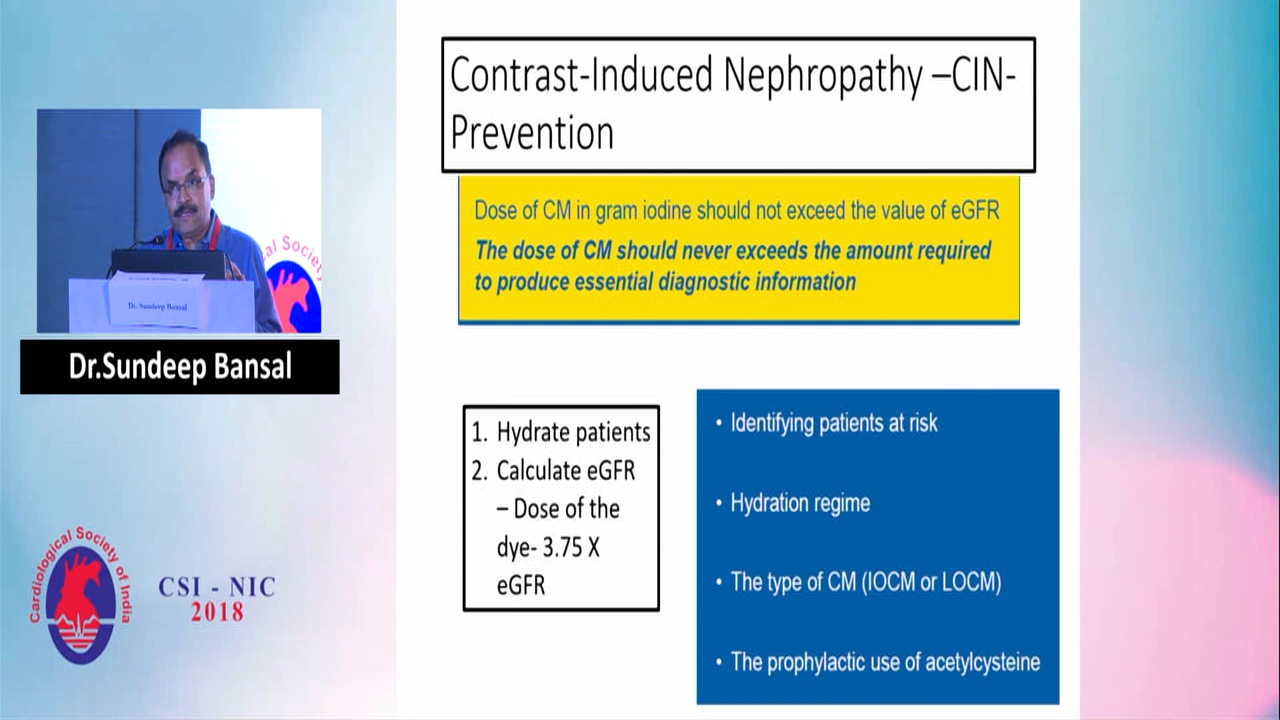 Contrast-Induced Nephropathy –CIN-
Prevention
Dose of CM in gram iodine should not exceed the value of eGFR
The dose of CM should never exceeds the amount required
to produce essential diagnostic information
al Society
Dr. Sundeep Bansal
Dr.Sundeep Bansal
1. Hydrate patients
2. Calculate eGFR
– Dose of the
dye- 3.75 X
eGFR
• Identifying patients at risk
• Hydration regime
• The type of CM (IOCM or LOCM)
• The prophylactic use of acetylcysteine
Cardiological Society of India
CSI - NIC
2018